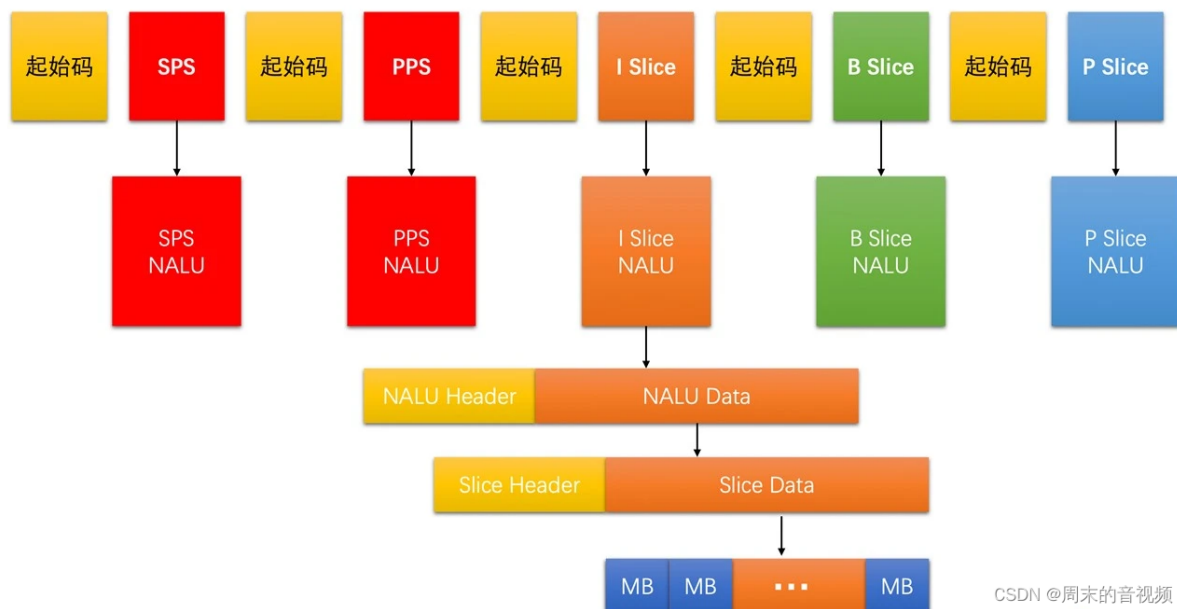 起始码 SPS 起始码 PPS 起始码 I Slice 起始码 B Slice 起始码 P Slice
SPS
NALU
PPS
NALU
I Slice
NALU
B Slice
NALU
P Slice
NALU
NALU Header NALU Data
Slice Header Slice Data
MB MB ... MB
CSDN @周末的音视频